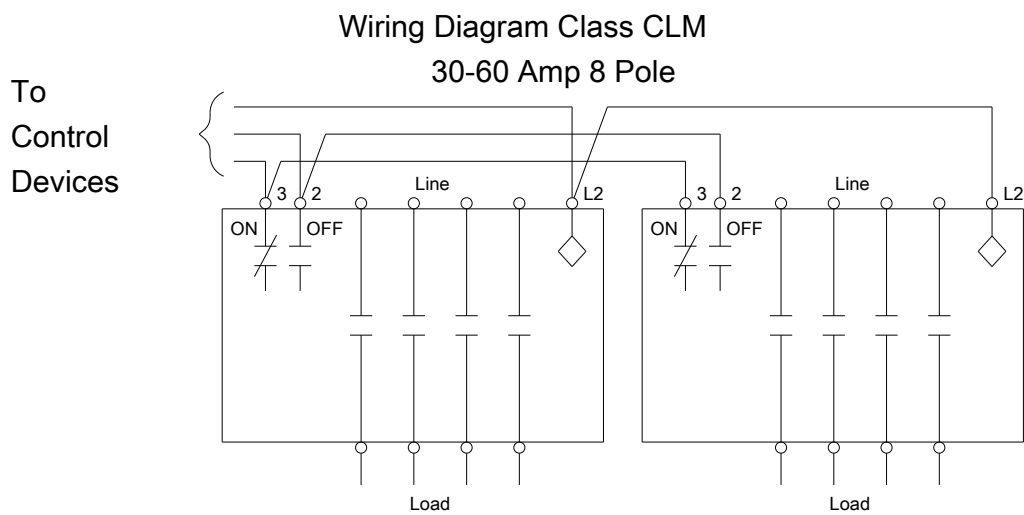 Wiring Diagram Class CLM
30-60 Amp 8 Pole
To
Control
Devices
3 2 Line L2 3 2 Line L2
ON OFF ON OFF
Load Load